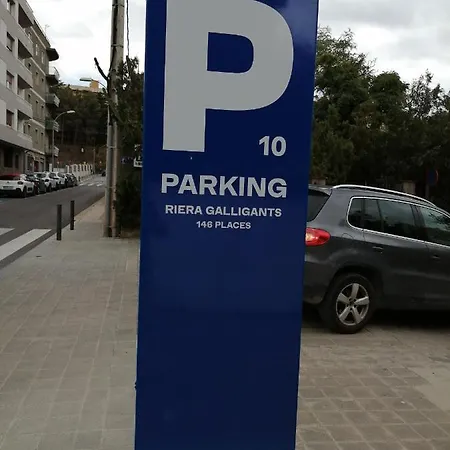 P
10
PARKING
RIERA GALLIGANTS
146 PLACES